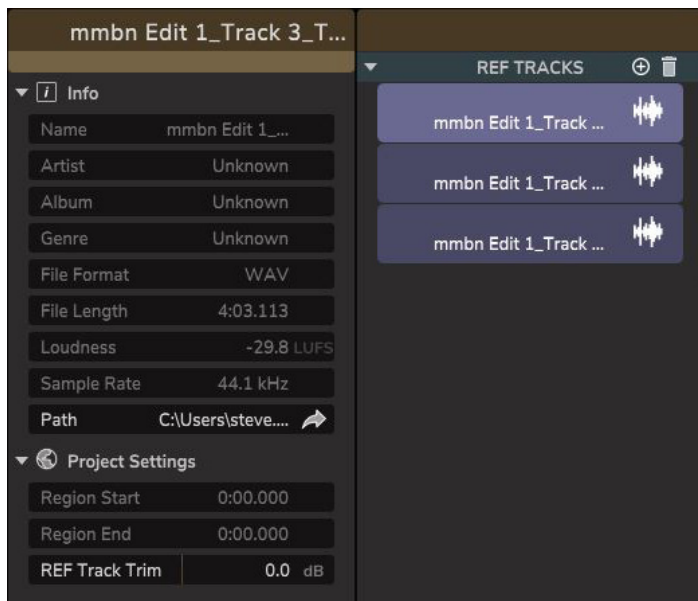 mmbn Edit 1_Track 3_T...
Info
Name mmbn Edit 1_...
Artist Unknown
Album Unknown
Genre Unknown
File Format WAV
File Length 4:03.113
Loudness -29.8 LUFS
Sample Rate 44.1 kHz
Path C:\Users\steve....
Project Settings
Region Start 0:00.000
Region End 0:00.000
REF Track Trim 0.0 dB
REF TRACKS
mmbn Edit 1_Track ...
mmbn Edit 1_Track ...
mmbn Edit 1_Track ...